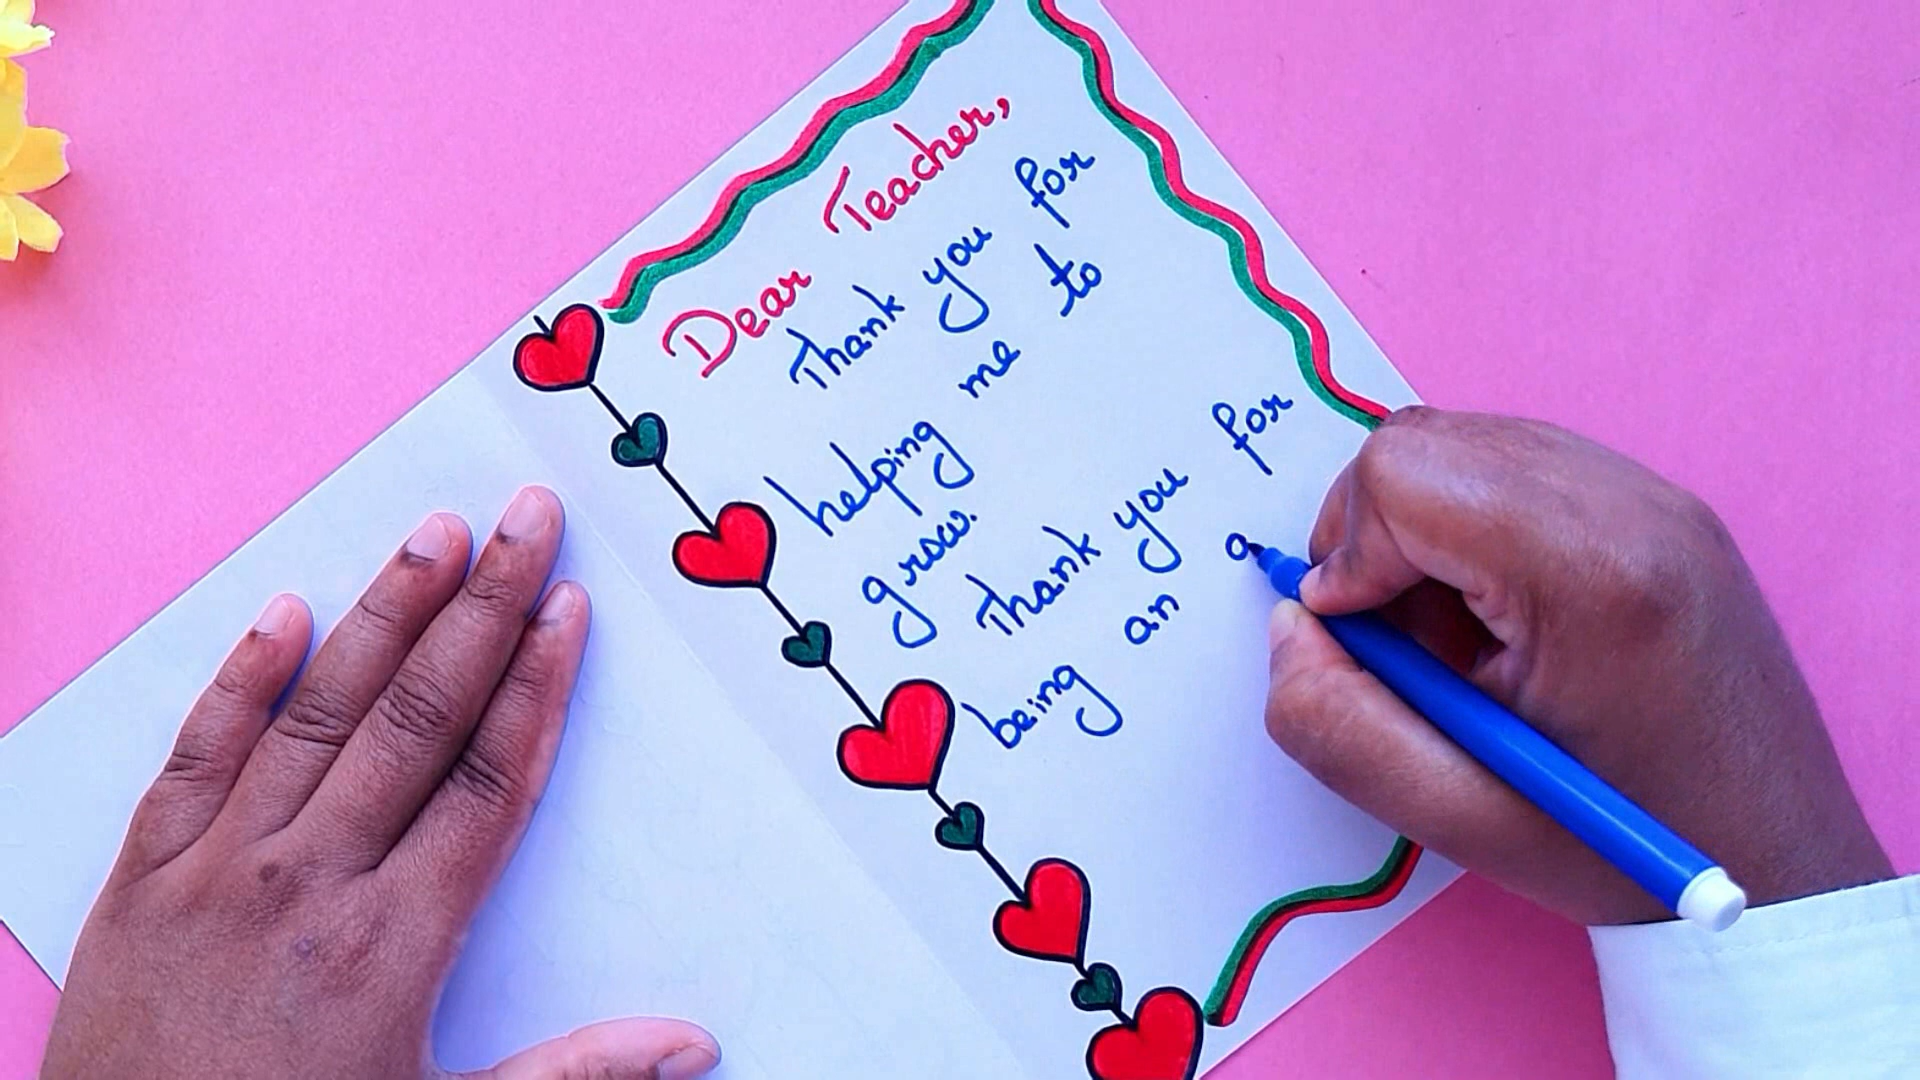 Dear Teacher,
Thank you for
helping me to
grow.
Thank you for
being an a